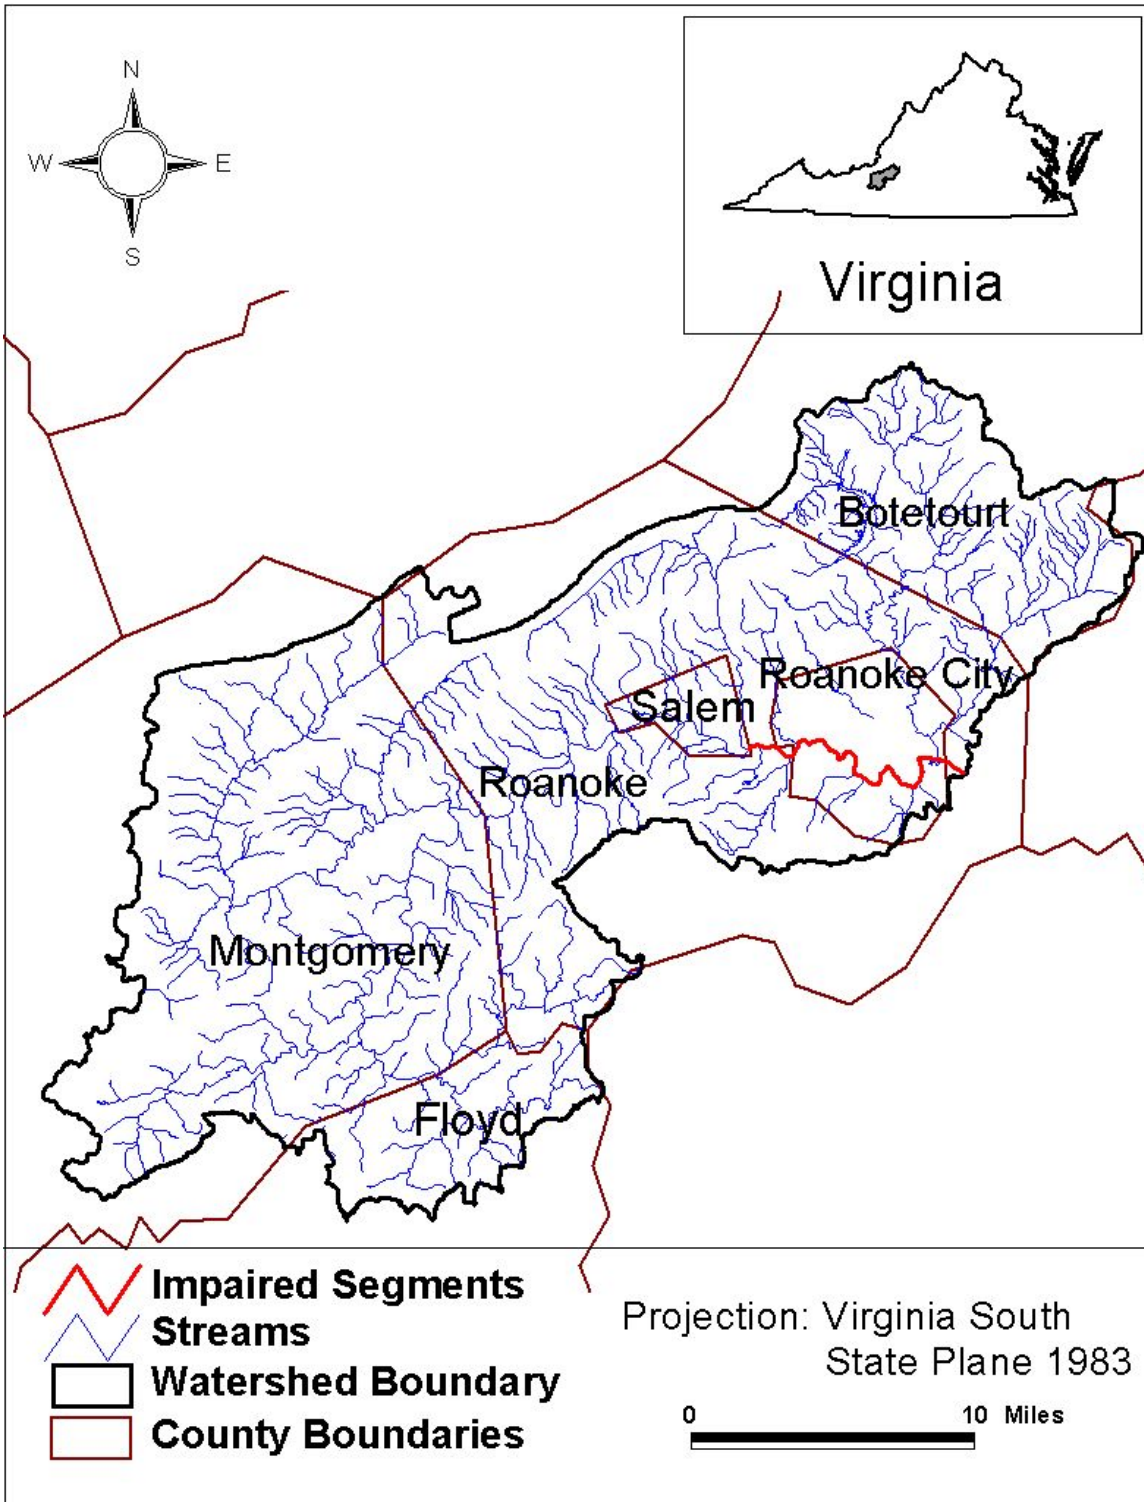 N
W
E
S
Virginia
Botetourt
Roanoke City
Salem
Roanoke
Montgomery
Floyd
Impaired Segments
Streams
Watershed Boundary
County Boundaries
Projection: Virginia South
State Plane 1983
0
10 Miles